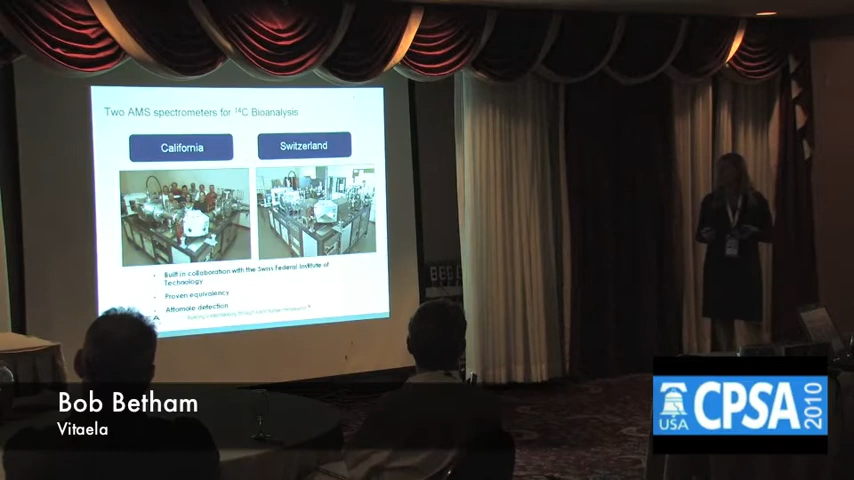 Two AMS spectrometers for ¹⁴C Bioanalysis
California
Switzerland
• Built in collaboration with the Swiss Federal Institute of
Technology
• Proven equivalency
• Attomole detection
Bob Betham
Vitaela
USA
CPSA
2010